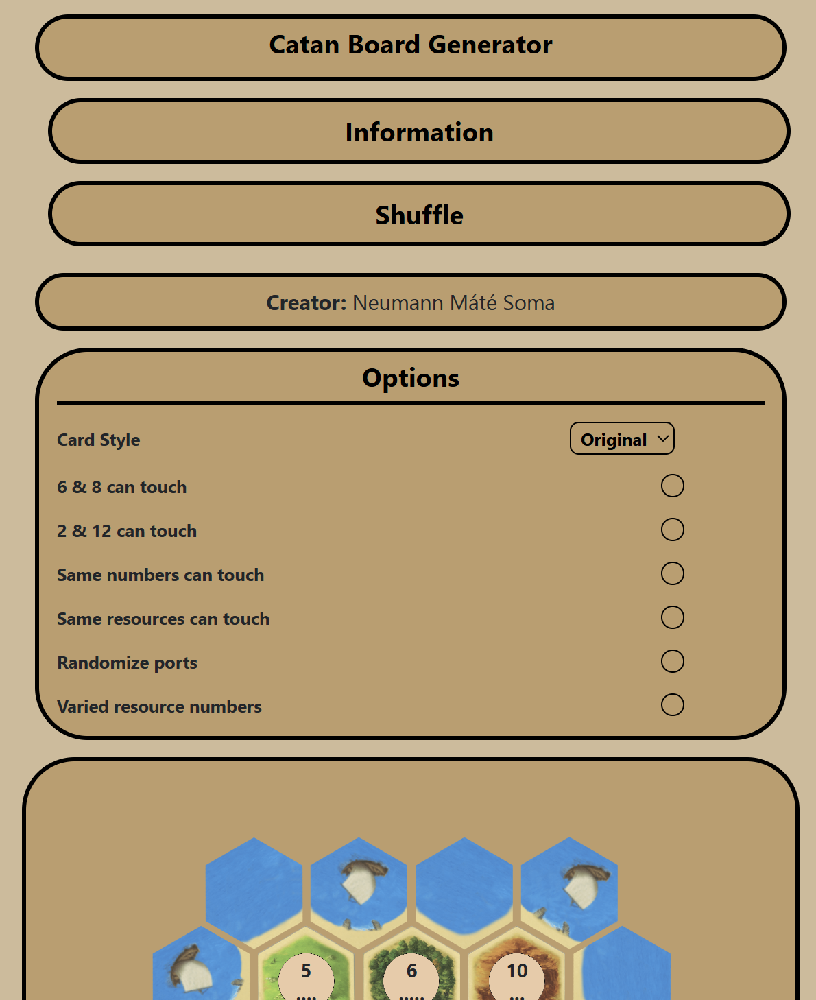 Catan Board Generator
Information
Shuffle
Creator: Neumann Máté Soma
Options
Card Style Original
6 & 8 can touch
2 & 12 can touch
Same numbers can touch
Same resources can touch
Randomize ports
Varied resource numbers
5 6 10